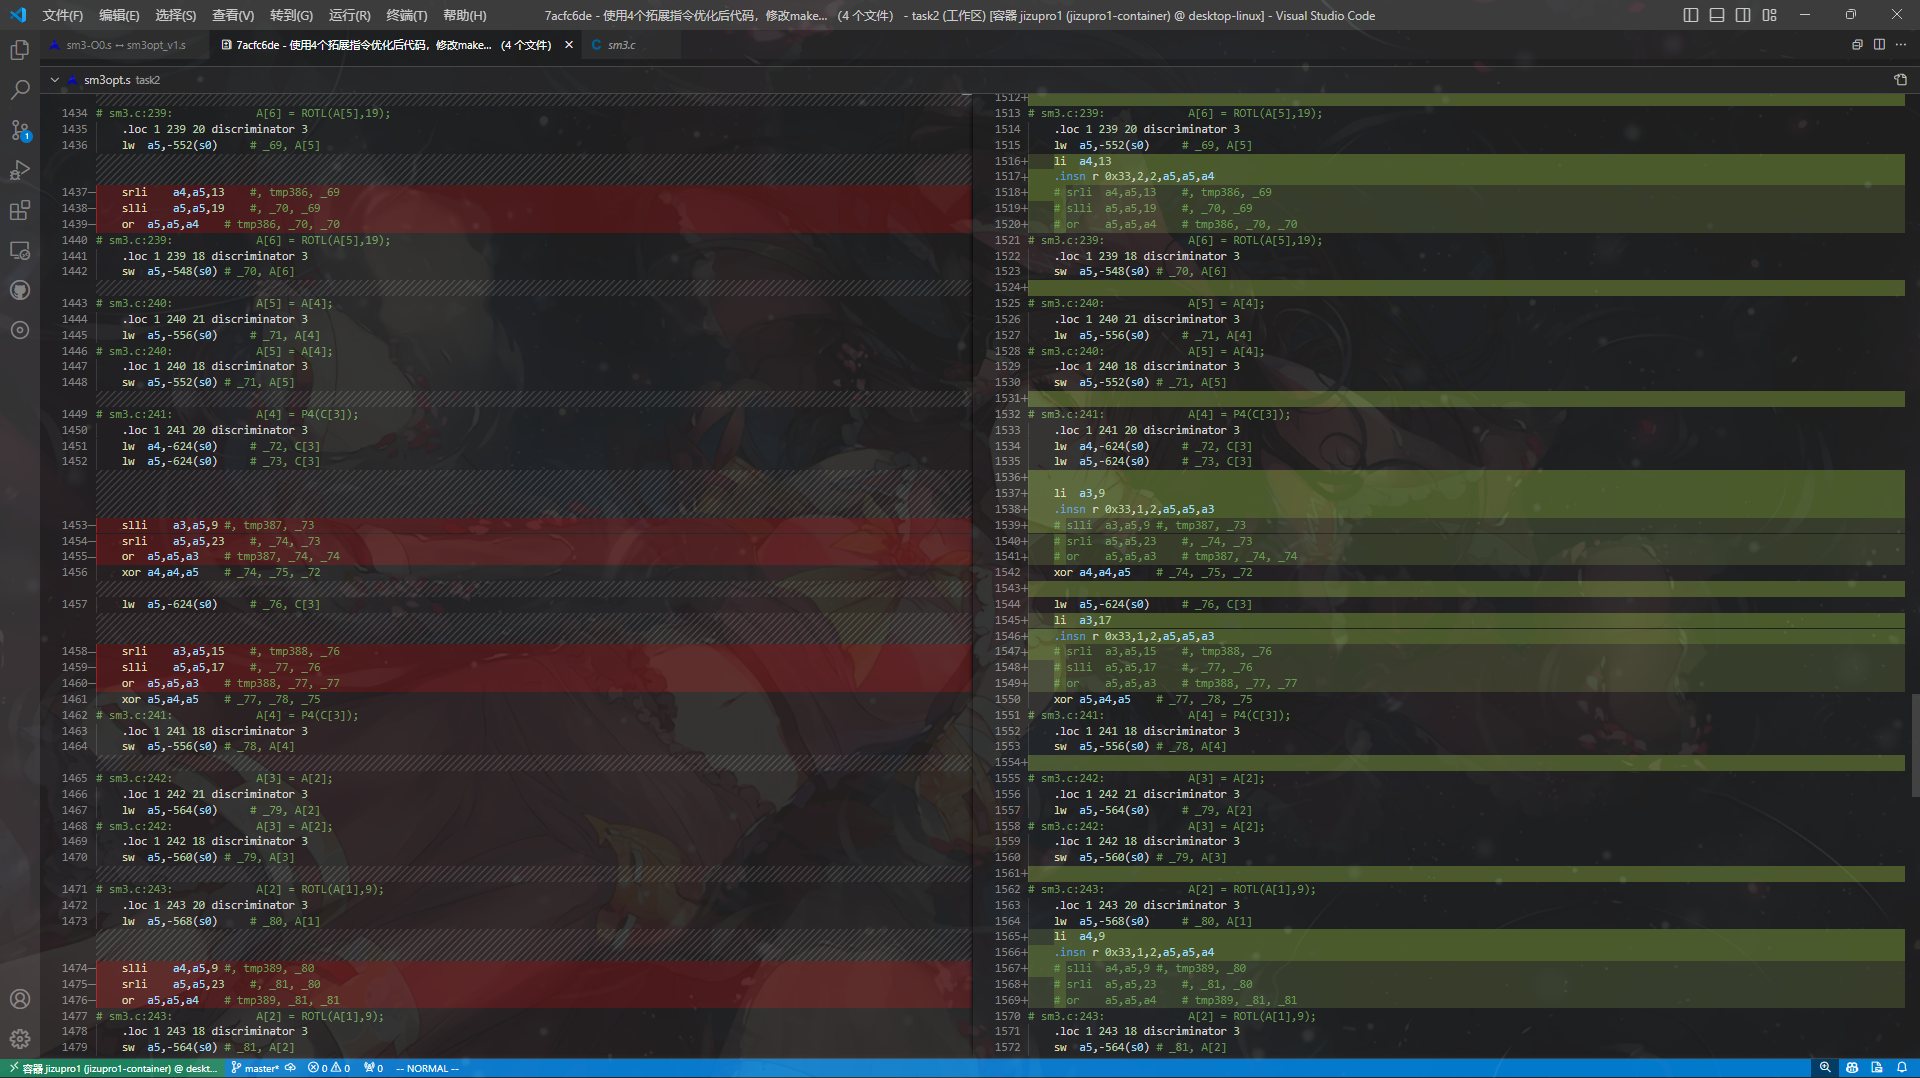 文件(F) 编辑(E) 选择(S) 查看(V) 转到(G) 运行(R) 终端(T) 帮助(H) 7acfc6de - 使用4个拓展指令优化后代码，修改make... (4 个文件) - task2 (工作区) [容器 jizupro1 (jizupro1-container) @ desktop-linux] - Visual Studio Code
sm3-O0.s ↔ sm3opt_v1.s 7acfc6de - 使用4个拓展指令优化后代码，修改make... (4 个文件) C sm3.c
sm3opt.s task2
1434 # sm3.c:239: A[6] = ROTL(A[5],19);
1435 .loc 1 239 20 discriminator 3
1436 lw a5,-552(s0) # _69, A[5]
1437— srli a4,a5,13 #, tmp386, _69
1438— slli a5,a5,19 #, _70, _69
1439— or a5,a5,a4 # tmp386, _70, _70
1440 # sm3.c:239: A[6] = ROTL(A[5],19);
1441 .loc 1 239 18 discriminator 3
1442 sw a5,-548(s0) # _70, A[6]
1443 # sm3.c:240: A[5] = A[4];
1444 .loc 1 240 21 discriminator 3
1445 lw a5,-556(s0) # _71, A[4]
1446 # sm3.c:240: A[5] = A[4];
1447 .loc 1 240 18 discriminator 3
1448 sw a5,-552(s0) # _71, A[5]
1449 # sm3.c:241: A[4] = P4(C[3]);
1450 .loc 1 241 20 discriminator 3
1451 lw a4,-624(s0) # _72, C[3]
1452 lw a5,-624(s0) # _73, C[3]
1453— slli a3,a5,9 #, tmp387, _73
1454— srli a5,a5,23 #, _74, _73
1455— or a5,a5,a3 # tmp387, _74, _74
1456 xor a4,a4,a5 # _74, _75, _72
1457 lw a5,-624(s0) # _76, C[3]
1458— srli a3,a5,15 #, tmp388, _76
1459— slli a5,a5,17 #, _77, _76
1460— or a5,a5,a3 # tmp388, _77, _77
1461 xor a5,a4,a5 # _77, _78, _75
1462 # sm3.c:241: A[4] = P4(C[3]);
1463 .loc 1 241 18 discriminator 3
1464 sw a5,-556(s0) # _78, A[4]
1465 # sm3.c:242: A[3] = A[2];
1466 .loc 1 242 21 discriminator 3
1467 lw a5,-564(s0) # _79, A[2]
1468 # sm3.c:242: A[3] = A[2];
1469 .loc 1 242 18 discriminator 3
1470 sw a5,-560(s0) # _79, A[3]
1471 # sm3.c:243: A[2] = ROTL(A[1],9);
1472 .loc 1 243 20 discriminator 3
1473 lw a5,-568(s0) # _80, A[1]
1474— slli a4,a5,9 #, tmp389, _80
1475— srli a5,a5,23 #, _81, _80
1476— or a5,a5,a4 # tmp389, _81, _81
1477 # sm3.c:243: A[2] = ROTL(A[1],9);
1478 .loc 1 243 18 discriminator 3
1479 sw a5,-564(s0) # _81, A[2]
1512+
1513 # sm3.c:239: A[6] = ROTL(A[5],19);
1514 .loc 1 239 20 discriminator 3
1515 lw a5,-552(s0) # _69, A[5]
1516+ li a4,13
1517+ .insn r 0x33,2,2,a5,a5,a4
1518+ # srli a4,a5,13 #, tmp386, _69
1519+ # slli a5,a5,19 #, _70, _69
1520+ # or a5,a5,a4 # tmp386, _70, _70
1521 # sm3.c:239: A[6] = ROTL(A[5],19);
1522 .loc 1 239 18 discriminator 3
1523 sw a5,-548(s0) # _70, A[6]
1524+
1525 # sm3.c:240: A[5] = A[4];
1526 .loc 1 240 21 discriminator 3
1527 lw a5,-556(s0) # _71, A[4]
1528 # sm3.c:240: A[5] = A[4];
1529 .loc 1 240 18 discriminator 3
1530 sw a5,-552(s0) # _71, A[5]
1531+
1532 # sm3.c:241: A[4] = P4(C[3]);
1533 .loc 1 241 20 discriminator 3
1534 lw a4,-624(s0) # _72, C[3]
1535 lw a5,-624(s0) # _73, C[3]
1536+
1537+ li a3,9
1538+ .insn r 0x33,1,2,a5,a5,a3
1539+ # slli a3,a5,9 #, tmp387, _73
1540+ # srli a5,a5,23 #, _74, _73
1541+ # or a5,a5,a3 # tmp387, _74, _74
1542 xor a4,a4,a5 # _74, _75, _72
1543+
1544 lw a5,-624(s0) # _76, C[3]
1545+ li a3,17
1546+ .insn r 0x33,1,2,a5,a5,a3
1547+ # srli a3,a5,15 #, tmp388, _76
1548+ # slli a5,a5,17 #, _77, _76
1549+ # or a5,a5,a3 # tmp388, _77, _77
1550 xor a5,a4,a5 # _77, _78, _75
1551 # sm3.c:241: A[4] = P4(C[3]);
1552 .loc 1 241 18 discriminator 3
1553 sw a5,-556(s0) # _78, A[4]
1554+
1555 # sm3.c:242: A[3] = A[2];
1556 .loc 1 242 21 discriminator 3
1557 lw a5,-564(s0) # _79, A[2]
1558 # sm3.c:242: A[3] = A[2];
1559 .loc 1 242 18 discriminator 3
1560 sw a5,-560(s0) # _79, A[3]
1561+
1562 # sm3.c:243: A[2] = ROTL(A[1],9);
1563 .loc 1 243 20 discriminator 3
1564 lw a5,-568(s0) # _80, A[1]
1565+ li a4,9
1566+ .insn r 0x33,1,2,a5,a5,a4
1567+ # slli a4,a5,9 #, tmp389, _80
1568+ # srli a5,a5,23 #, _81, _80
1569+ # or a5,a5,a4 # tmp389, _81, _81
1570 # sm3.c:243: A[2] = ROTL(A[1],9);
1571 .loc 1 243 18 discriminator 3
1572 sw a5,-564(s0) # _81, A[2]
1
容器 jizupro1 (jizupro1-container) @ deskt... master* 0 0 0 -- NORMAL --